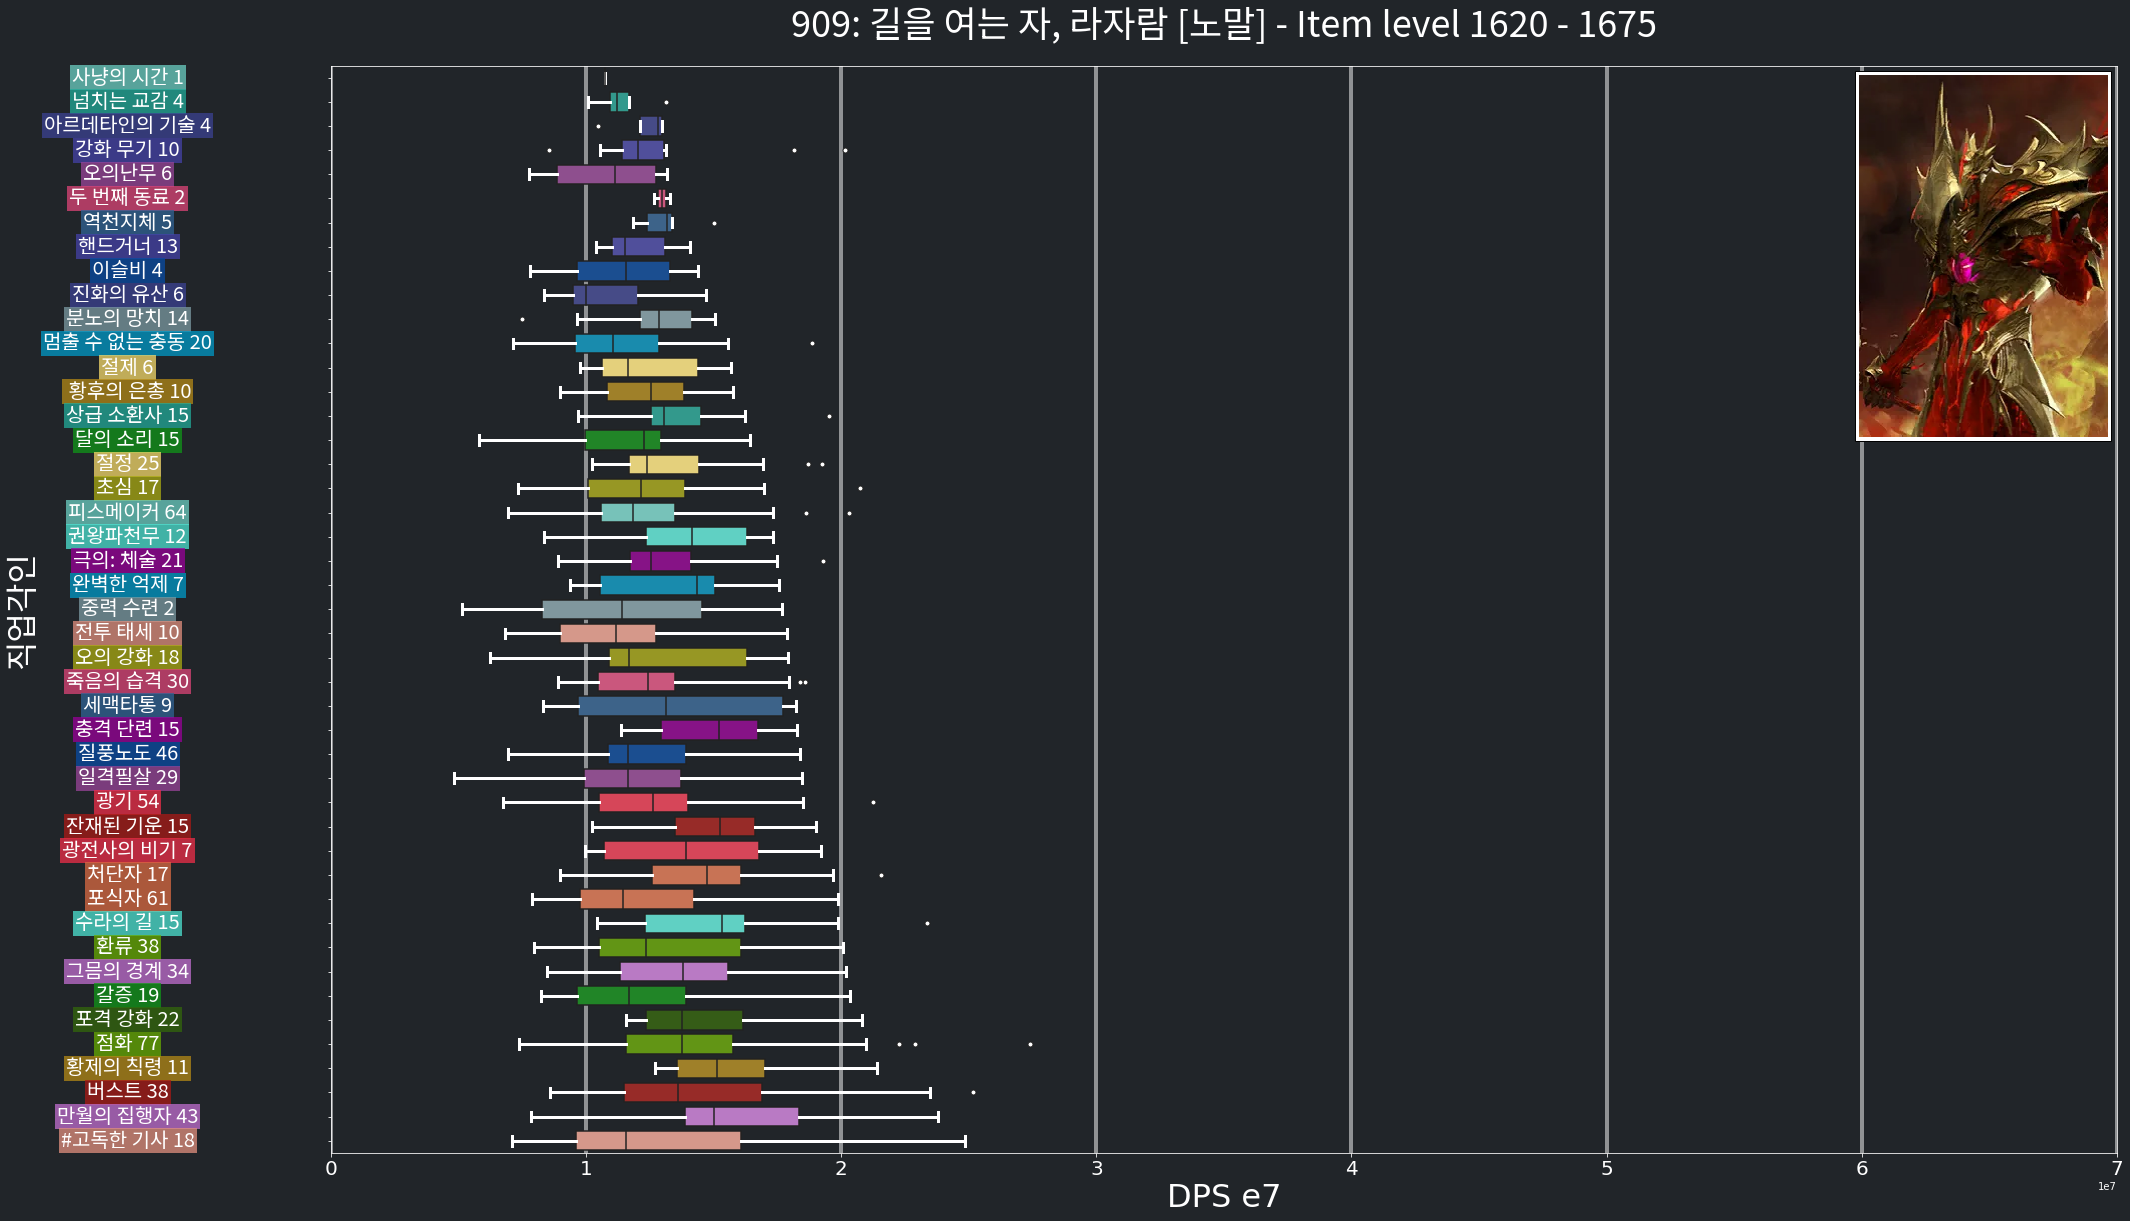 909: 길을 여는 자, 라자람 [노말] - Item level 1620 - 1675
사냥의 시간 1
넘치는 교감 4
아르데타인의 기술 4
강화 무기 10
오의난무 6
두 번째 동료 2
역천지체 5
핸드거너 13
이슬비 4
진화의 유산 6
분노의 망치 14
멈출 수 없는 충동 20
절제 6
황후의 은총 10
상급 소환사 15
달의 소리 15
절정 25
초심 17
피스메이커 64
권왕파천무 12
극의: 체술 21
완벽한 억제 7
중력 수련 2
전투 태세 10
오의 강화 18
죽음의 습격 30
세맥타통 9
충격 단련 15
질풍노도 46
일격필살 29
광기 54
잔재된 기운 15
광전사의 비기 7
처단자 17
포식자 61
수라의 길 15
환류 38
그믐의 경계 34
갈증 19
포격 강화 22
점화 77
황제의 칙령 11
버스트 38
만월의 집행자 43
#고독한 기사 18
직업각인
0 1 2 3 4 5 6 7
1e7
DPS e7